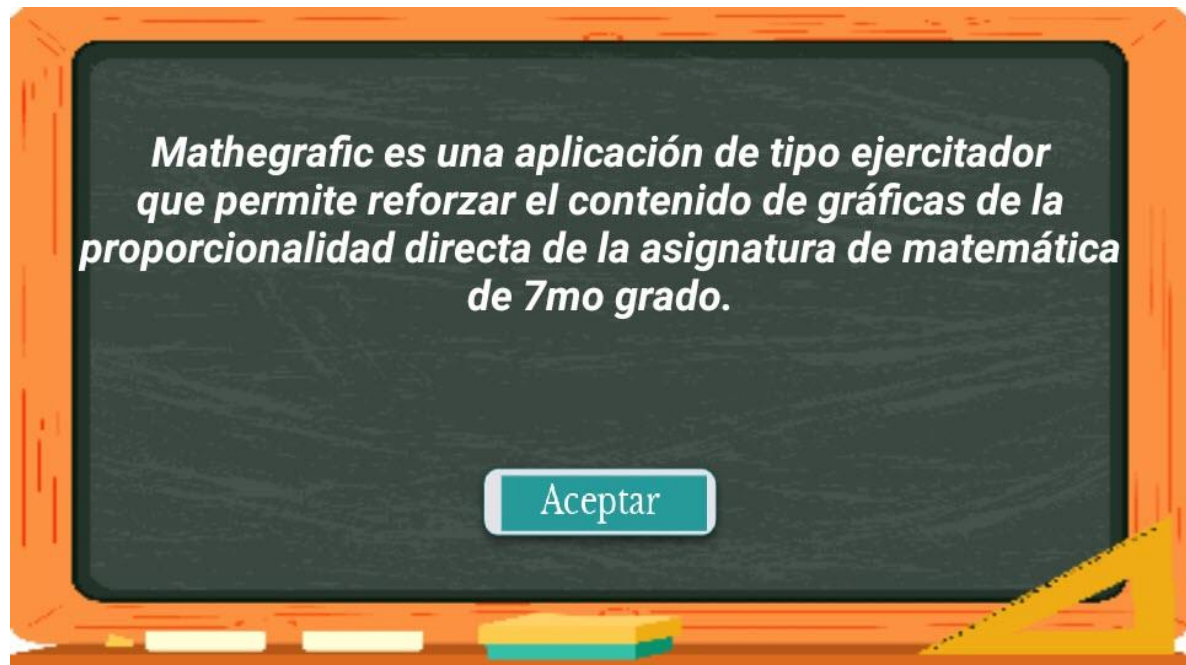 Mathegrafic es una aplicación de tipo ejercitador
que permite reforzar el contenido de gráficas de la
proporcionalidad directa de la asignatura de matemática
de 7mo grado.
Aceptar